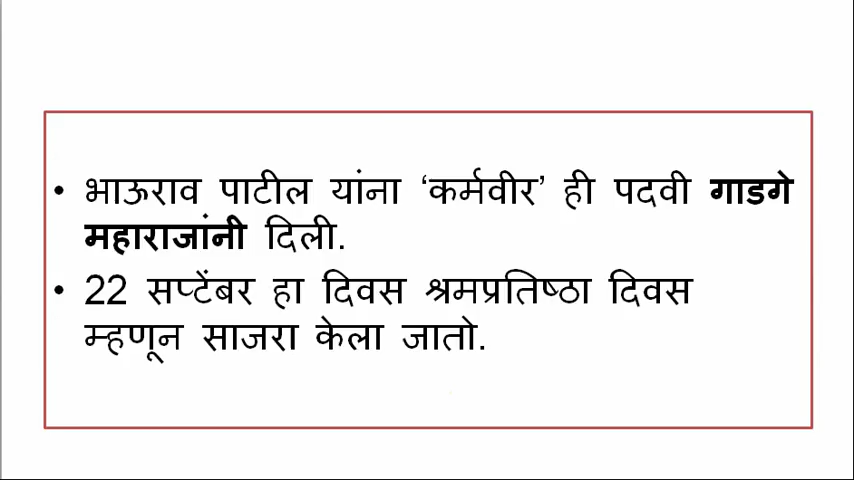 • भाऊराव पाटील यांना ‘कर्मवीर’ ही पदवी गाडगे
महाराजांनी दिली.
• 22 सप्टेंबर हा दिवस श्रमप्रतिष्ठा दिवस
म्हणून साजरा केला जातो.